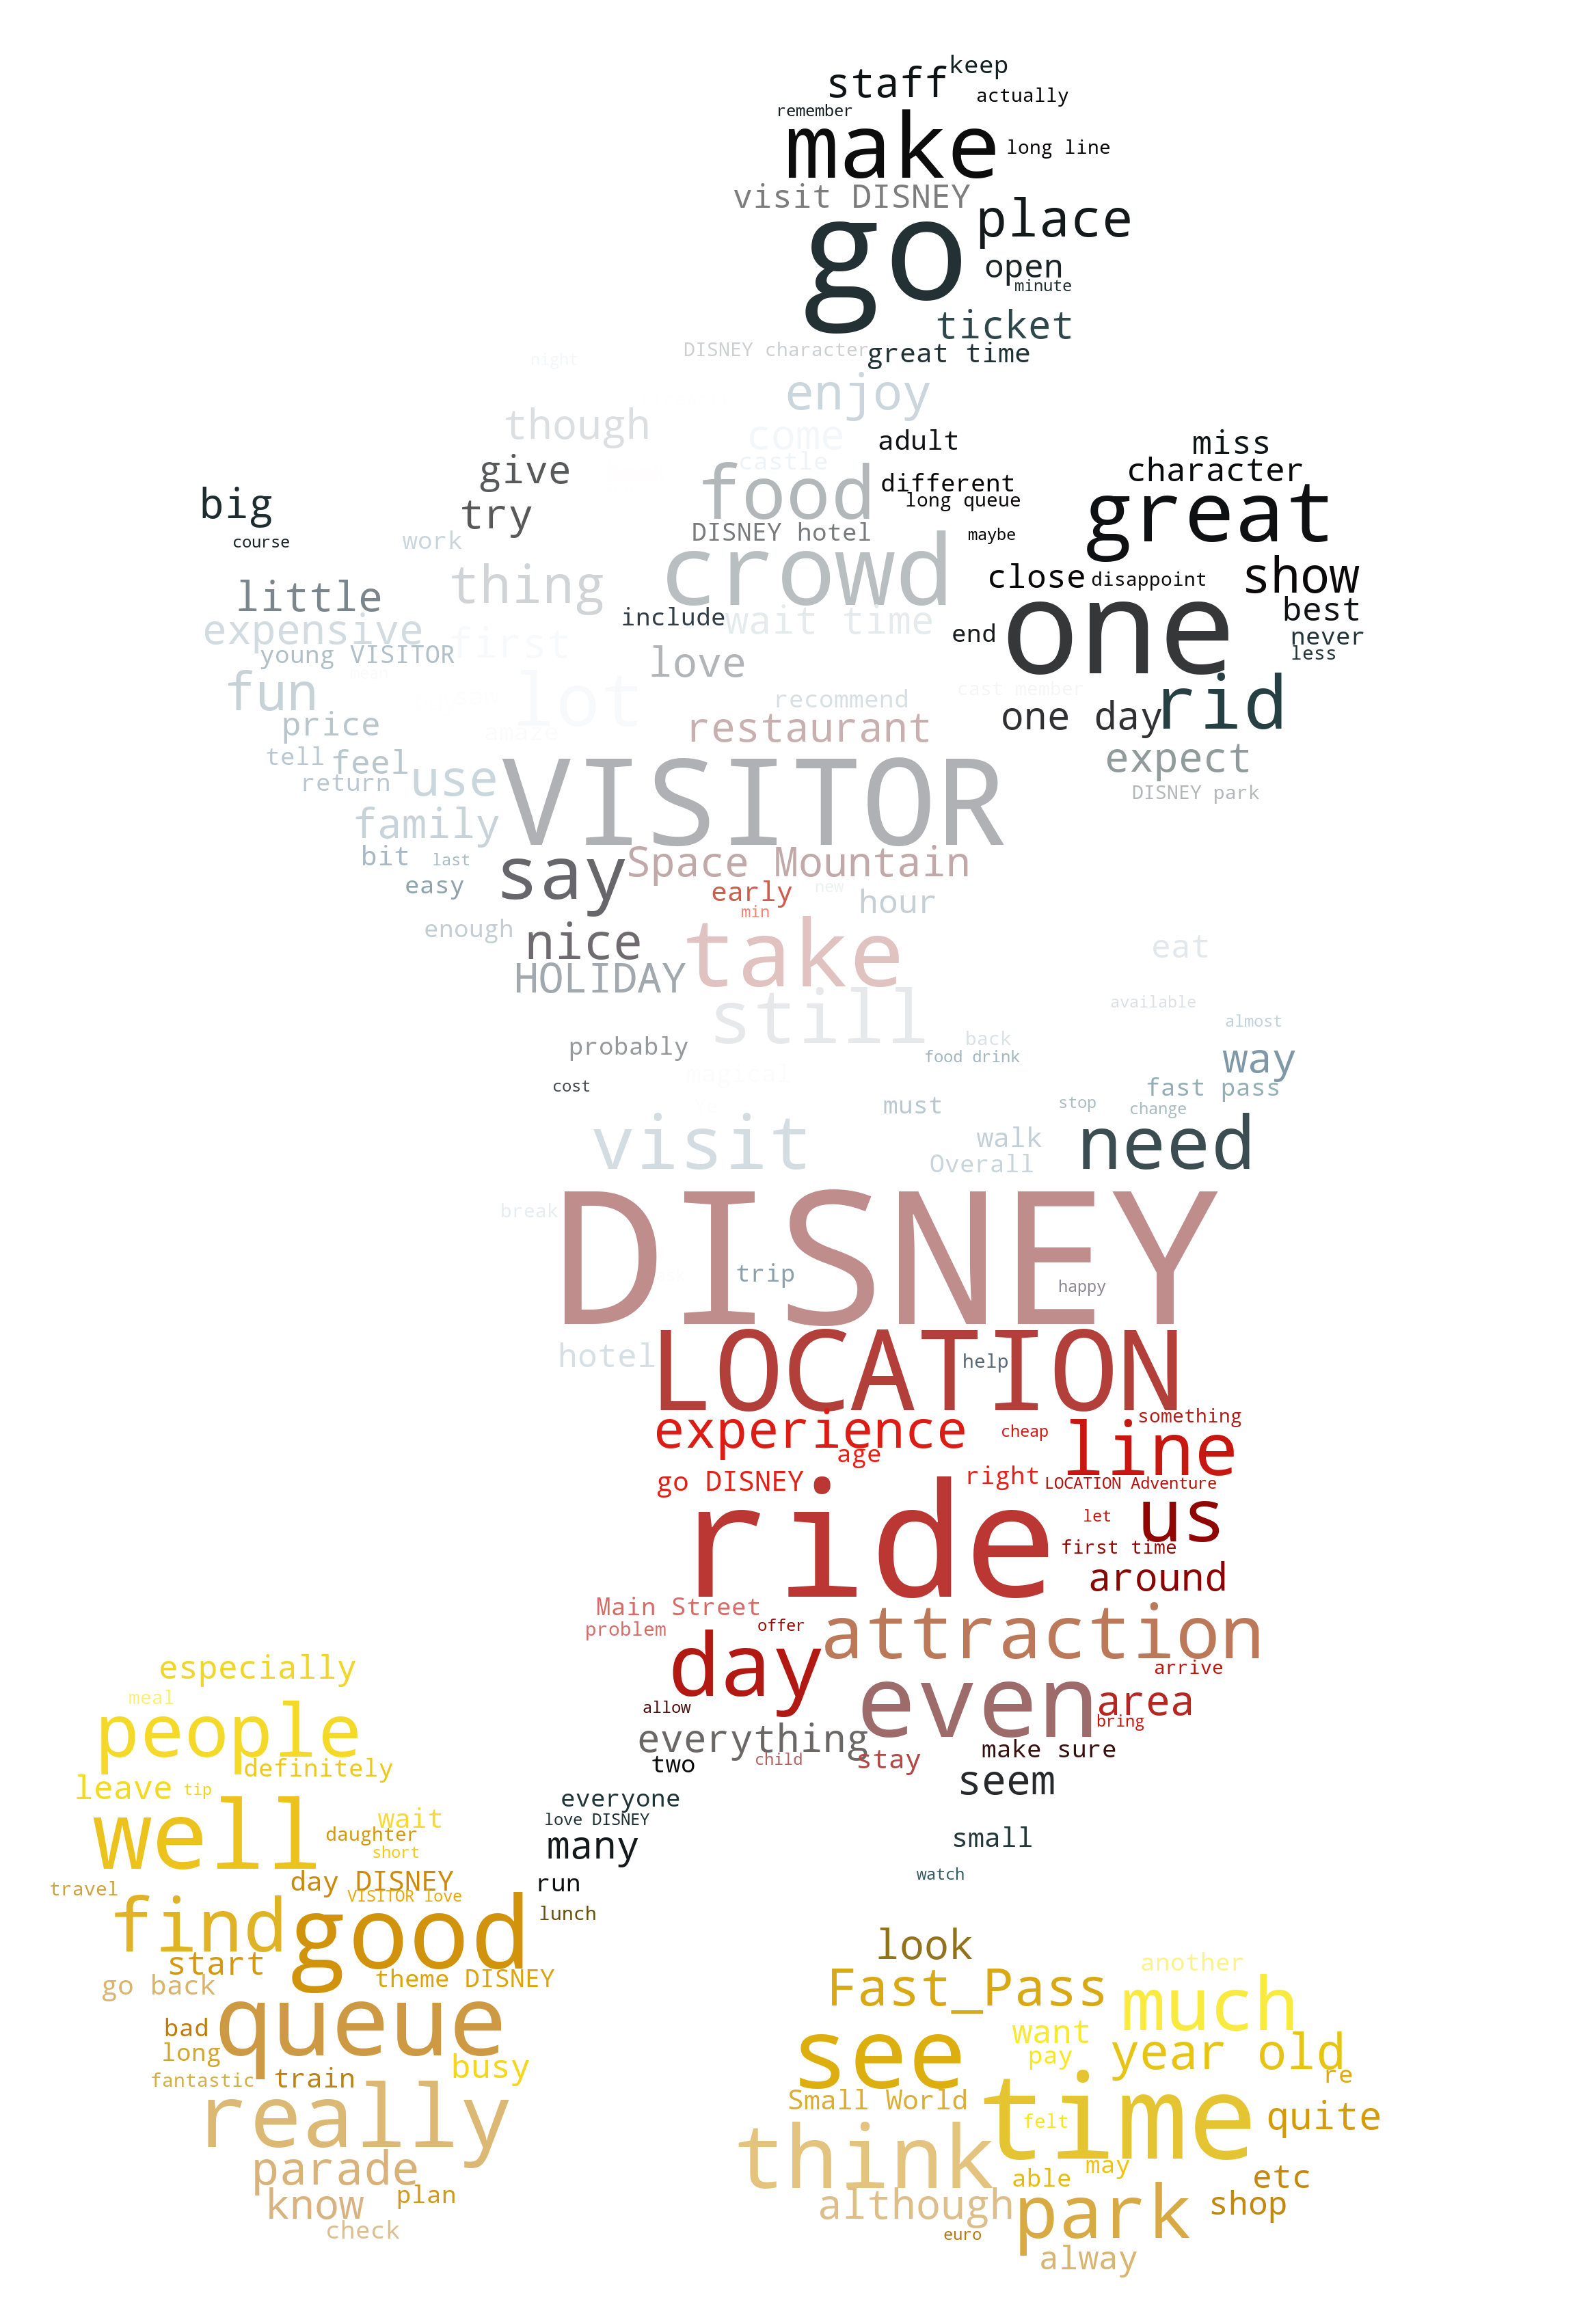 keep
staff
actually
remember
make
long line
visit DISNEY
place
go
open
minute
ticket
DISNEY character
great time
night
enjoy
though
come
adult
miss
castle
character
give
food
different
long queue
great
big
try
DISNEY hotel
maybe
course
work
crowd
close
disappoint
show
thing
little
one
best
include
wait time
expensive
first
end
never
less
young VISITOR
love
fun
lot
recommend
cast member
rid
price
restaurant
one day
amaze
tell
feel
expect
return
use
VISITOR
DISNEY park
family
bit
last
say
Space Mountain
easy
early
new
hour
min
enough
nice
take
eat
HOLIDAY
still
available
almost
probably
back
food drink
way
cost
magical
fast pass
must
stop
change
visit
walk
need
Overall
break
DISNEY
trip
happy
hotel
LOCATION
help
experience
cheap
something
line
age
go DISNEY
right
LOCATION Adventure
ride
let
us
first time
around
Main Street
problem
offer
attraction
day
especially
arrive
meal
allow
even
area
bring
people
everything
definitely
two
child
stay
make sure
leave
tip
everyone
seem
well
wait
love DISNEY
daughter
many
small
short
day DISNEY
run
watch
travel
VISITOR love
lunch
find
good
look
start
another
go back
theme DISNEY
Fast_Pass
much
bad
queue
see
want
long
busy
pay
year old
fantastic
train
re
Small World
time
really
felt
quite
parade
think
able
may
etc
know
plan
although
park
shop
check
euro
alway